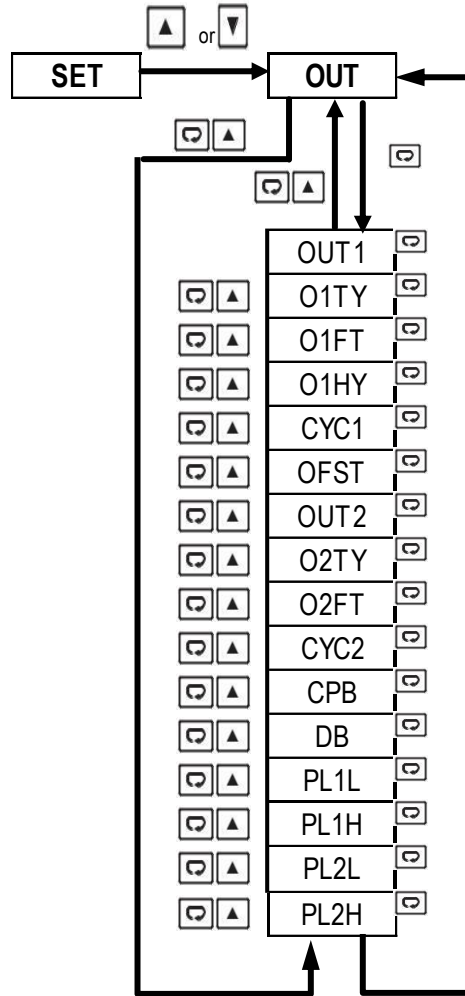 or
SET
OUT
OUT1
O1TY
O1FT
O1HY
CYC1
OFST
OUT2
O2TY
O2FT
CYC2
CPB
DB
PL1L
PL1H
PL2L
PL2H